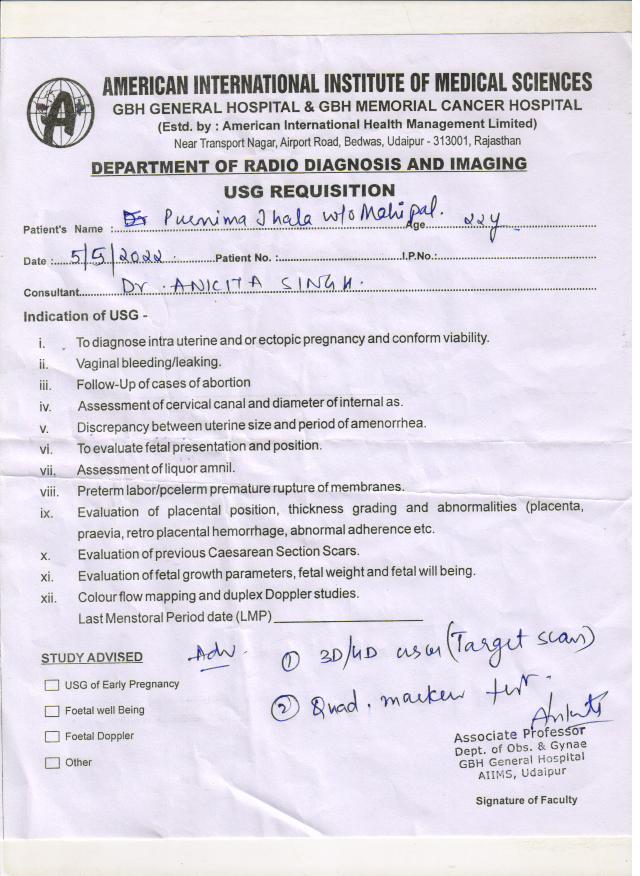 AMERICAN INTERNATIONAL INSTITUTE OF MEDICAL SCIENCES
GBH GENERAL HOSPITAL & GBH MEMORIAL CANCER HOSPITAL
(Estd. by : American International Health Management Limited)
Near Transport Nagar, Airport Road, Bedwas, Udaipur - 313001, Rajasthan
DEPARTMENT OF RADIO DIAGNOSIS AND IMAGING
USG REQUISITION
Patient's Name : Purnima Jhala w/o Mahipal. Age 22y
Date : 5/5/2022 Patient No. : I.P.No.:
Consultant Dr. ANKITA SINGH.
Indication of USG -
i. To diagnose intra uterine and or ectopic pregnancy and conform viability.
ii. Vaginal bleeding/leaking.
iii. Follow-Up of cases of abortion
iv. Assessment of cervical canal and diameter of internal as.
v. Discrepancy between uterine size and period of amenorrhea.
vi. To evaluate fetal presentation and position.
vii. Assessment of liquor amnil.
viii. Preterm labor/pcelerm premature rupture of membranes.
ix. Evaluation of placental position, thickness grading and abnormalities (placenta,
praevia, retro placental hemorrhage, abnormal adherence etc.
x. Evaluation of previous Caesarean Section Scars.
xi. Evaluation of fetal growth parameters, fetal weight and fetal will being.
xii. Colour flow mapping and duplex Doppler studies.
Last Menstoral Period date (LMP)
STUDY ADVISED Adv.
① 3D/4D USG (Target scan)
USG of Early Pregnancy
② Quad. marker test.
Foetal well Being
Foetal Doppler
Other
Associate Professor
Dept. of Obs. & Gynae
GBH General Hospital
AIIMS, Udaipur
Signature of Faculty